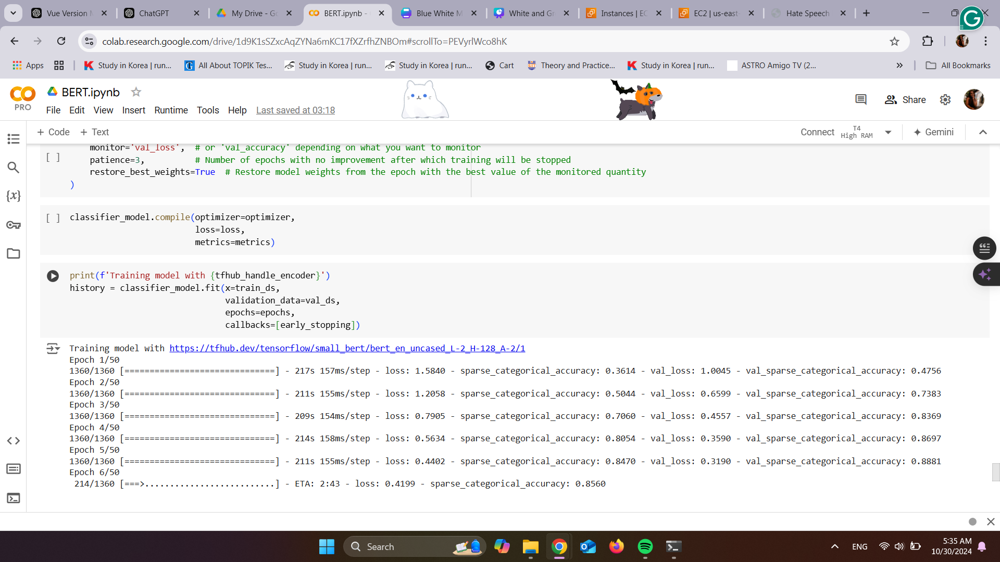 Vue Version M
ChatGPT
My Drive - Go
BERT.ipynb - C
Blue White M
White and Gr
Instances | EC
EC2 | us-east-
Hate Speech
colab.research.google.com/drive/1d9K1sSZxcAqZYNa6mKC17fXZrfhZNBOm#scrollTo=PEVyrlWco8hK
Apps
Study in Korea | run...
All About TOPIK Tes...
Study in Korea | run...
Study in Korea | run...
Cart
Theory and Practice...
Study in Korea | run...
ASTRO Amigo TV (2...
All Bookmarks
PRO
BERT.ipynb
File Edit View Insert Runtime Tools Help Last saved at 03:18
Share
+ Code + Text
Connect T4 High RAM
Gemini
monitor='val_loss',  # or 'val_accuracy' depending on what you want to monitor
[ ] patience=3,          # Number of epochs with no improvement after which training will be stopped
restore_best_weights=True  # Restore model weights from the epoch with the best value of the monitored quantity
)
[ ] classifier_model.compile(optimizer=optimizer,
loss=loss,
metrics=metrics)
print(f'Training model with {tfhub_handle_encoder}')
history = classifier_model.fit(x=train_ds,
validation_data=val_ds,
epochs=epochs,
callbacks=[early_stopping])
Training model with https://tfhub.dev/tensorflow/small_bert/bert_en_uncased_L-2_H-128_A-2/1
Epoch 1/50
1360/1360 [==============================] - 217s 157ms/step - loss: 1.5840 - sparse_categorical_accuracy: 0.3614 - val_loss: 1.0045 - val_sparse_categorical_accuracy: 0.4756
Epoch 2/50
1360/1360 [==============================] - 211s 155ms/step - loss: 1.2058 - sparse_categorical_accuracy: 0.5044 - val_loss: 0.6599 - val_sparse_categorical_accuracy: 0.7383
Epoch 3/50
1360/1360 [==============================] - 209s 154ms/step - loss: 0.7905 - sparse_categorical_accuracy: 0.7060 - val_loss: 0.4557 - val_sparse_categorical_accuracy: 0.8369
Epoch 4/50
1360/1360 [==============================] - 214s 158ms/step - loss: 0.5634 - sparse_categorical_accuracy: 0.8054 - val_loss: 0.3590 - val_sparse_categorical_accuracy: 0.8697
Epoch 5/50
1360/1360 [==============================] - 211s 155ms/step - loss: 0.4402 - sparse_categorical_accuracy: 0.8470 - val_loss: 0.3190 - val_sparse_categorical_accuracy: 0.8881
Epoch 6/50
214/1360 [===>..........................] - ETA: 2:43 - loss: 0.4199 - sparse_categorical_accuracy: 0.8560
Search
ENG
5:35 AM
10/30/2024